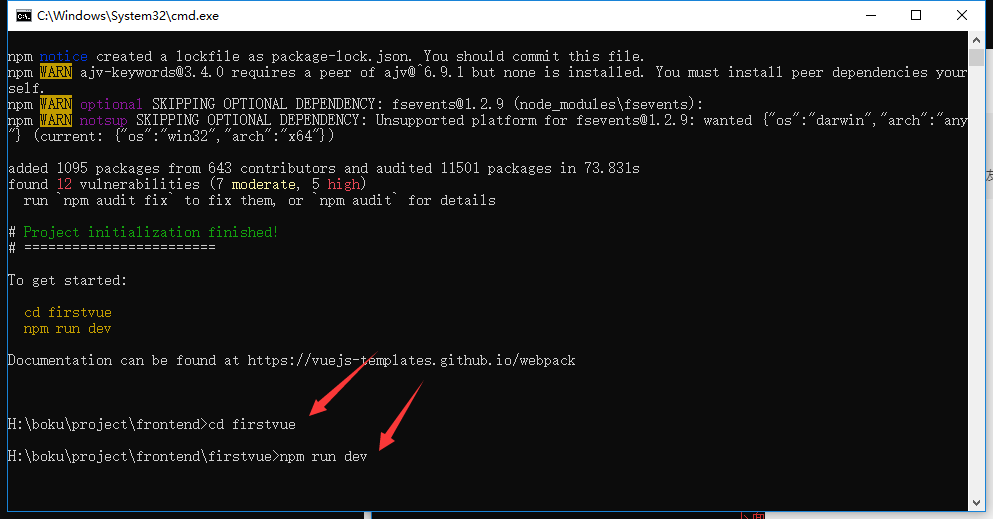 C:\Windows\System32\cmd.exe
npm notice created a lockfile as package-lock.json. You should commit this file.
npm WARN ajv-keywords@3.4.0 requires a peer of ajv@^6.9.1 but none is installed. You must install peer dependencies your
self.
npm WARN optional SKIPPING OPTIONAL DEPENDENCY: fsevents@1.2.9 (node_modules\fsevents):
npm WARN notsup SKIPPING OPTIONAL DEPENDENCY: Unsupported platform for fsevents@1.2.9: wanted {"os":"darwin","arch":"any
"} (current: {"os":"win32","arch":"x64"})
added 1095 packages from 643 contributors and audited 11501 packages in 73.831s
found 12 vulnerabilities (7 moderate, 5 high)
run `npm audit fix` to fix them, or `npm audit` for details
# Project initialization finished!
# ========================
To get started:
cd firstvue
npm run dev
Documentation can be found at https://vuejs-templates.github.io/webpack
H:\boku\project\frontend>cd firstvue
H:\boku\project\frontend\firstvue>npm run dev